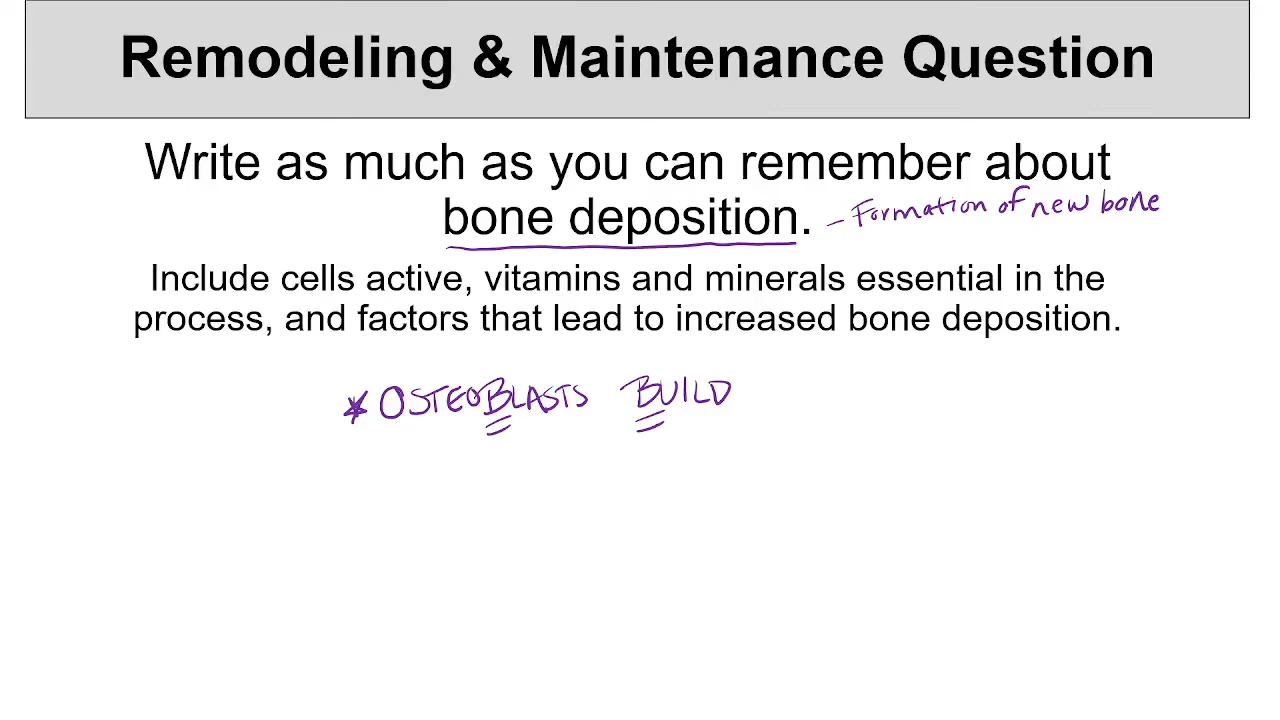 Remodeling & Maintenance Question
Write as much as you can remember about
bone deposition. – Formation of new bone
Include cells active, vitamins and minerals essential in the
process, and factors that lead to increased bone deposition.
* OSTEOBLASTS BUILD